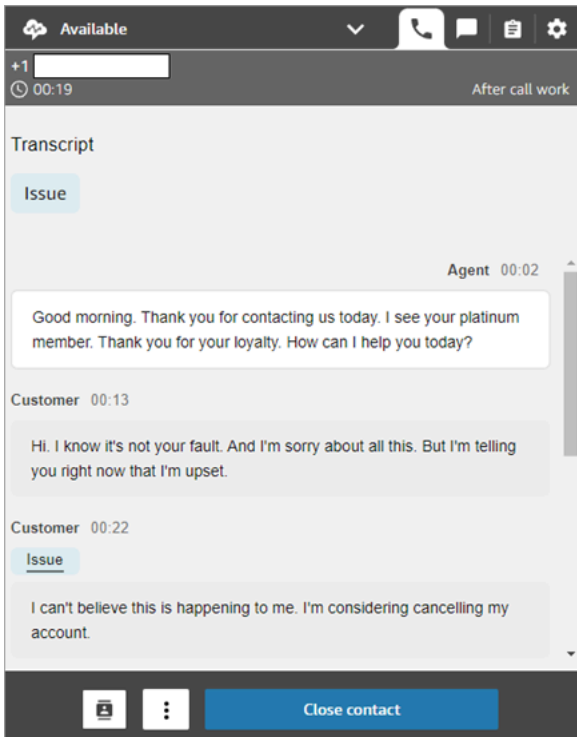 Available
+1
00:19
After call work
Transcript
Issue
Agent 00:02
Good morning. Thank you for contacting us today. I see your platinum
member. Thank you for your loyalty. How can I help you today?
Customer 00:13
Hi. I know it's not your fault. And I'm sorry about all this. But I'm telling
you right now that I'm upset.
Customer 00:22
Issue
I can't believe this is happening to me. I'm considering cancelling my
account.
Close contact